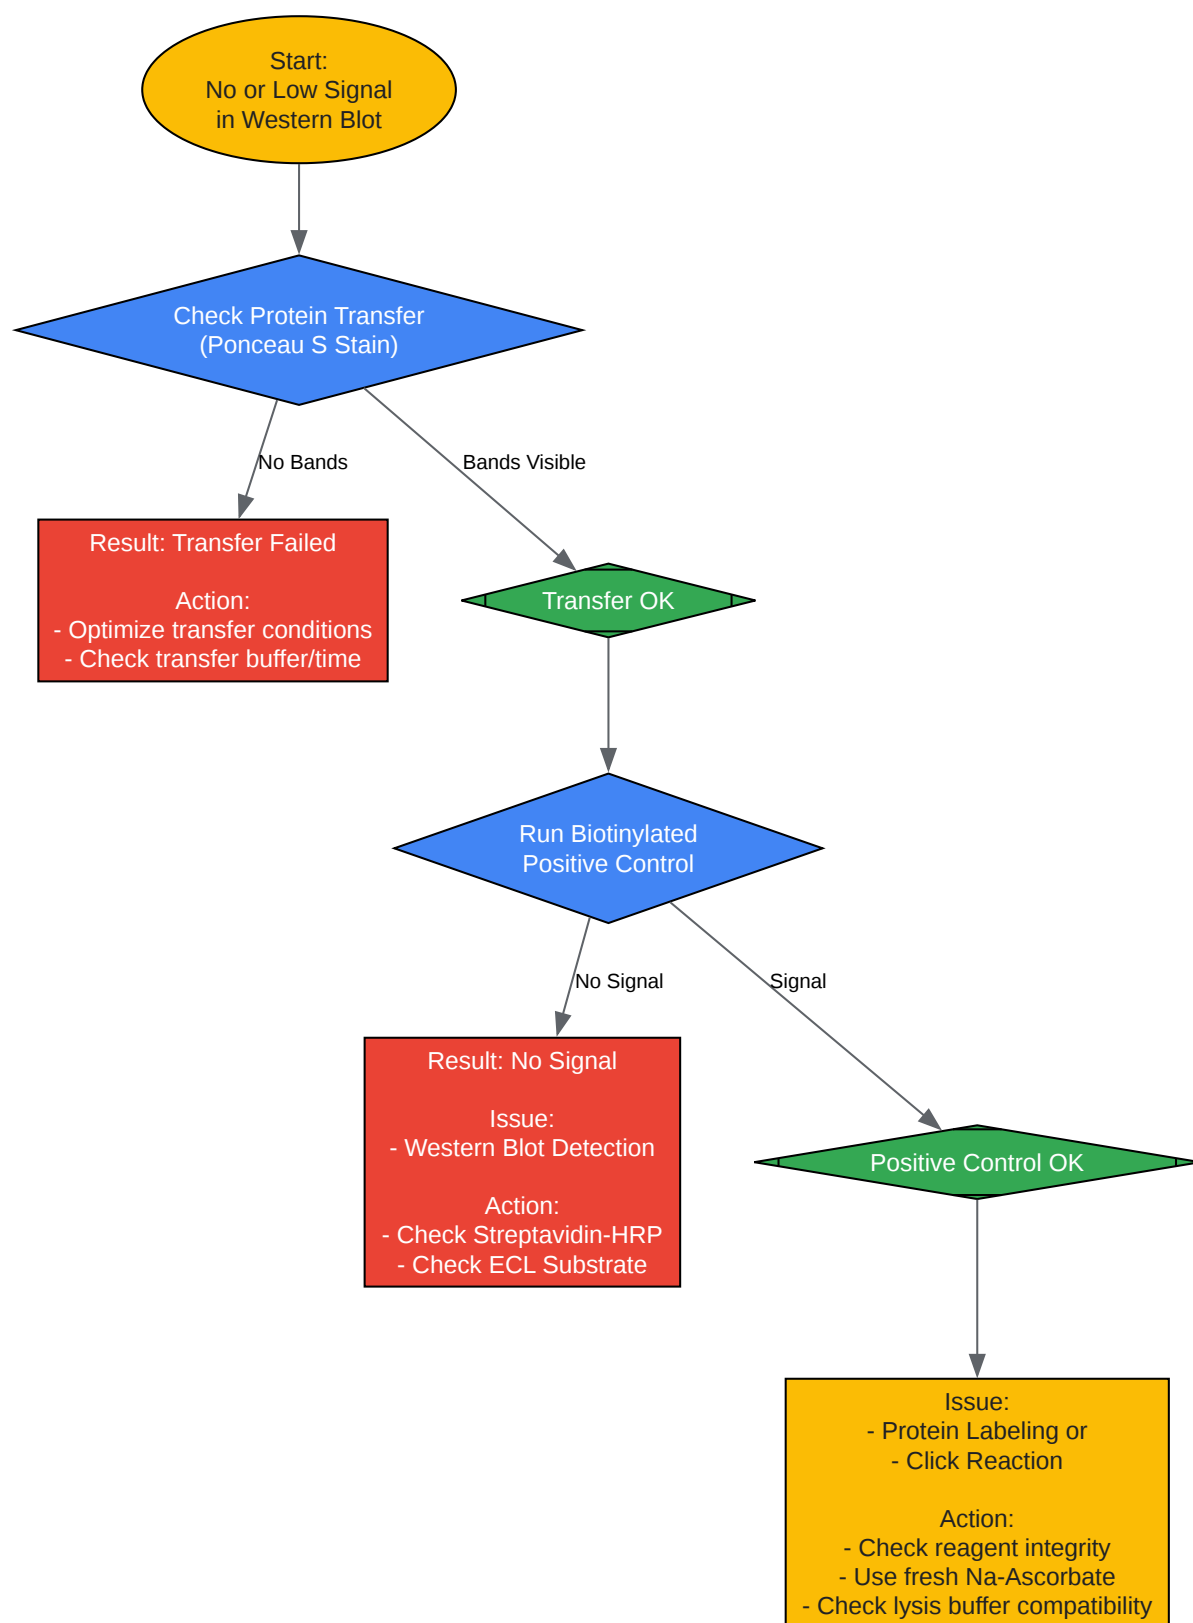 Start:
No or Low Signal
in Western Blot
Check Protein Transfer
(Ponceau S Stain)
No Bands
Bands Visible
Result: Transfer Failed
Action:
- Optimize transfer conditions
- Check transfer buffer/time
Transfer OK
Run Biotinylated
Positive Control
No Signal
Signal
Result: No Signal
Issue:
- Western Blot Detection
Action:
- Check Streptavidin-HRP
- Check ECL Substrate
Positive Control OK
Issue:
- Protein Labeling or
- Click Reaction
Action:
- Check reagent integrity
- Use fresh Na-Ascorbate
- Check lysis buffer compatibility